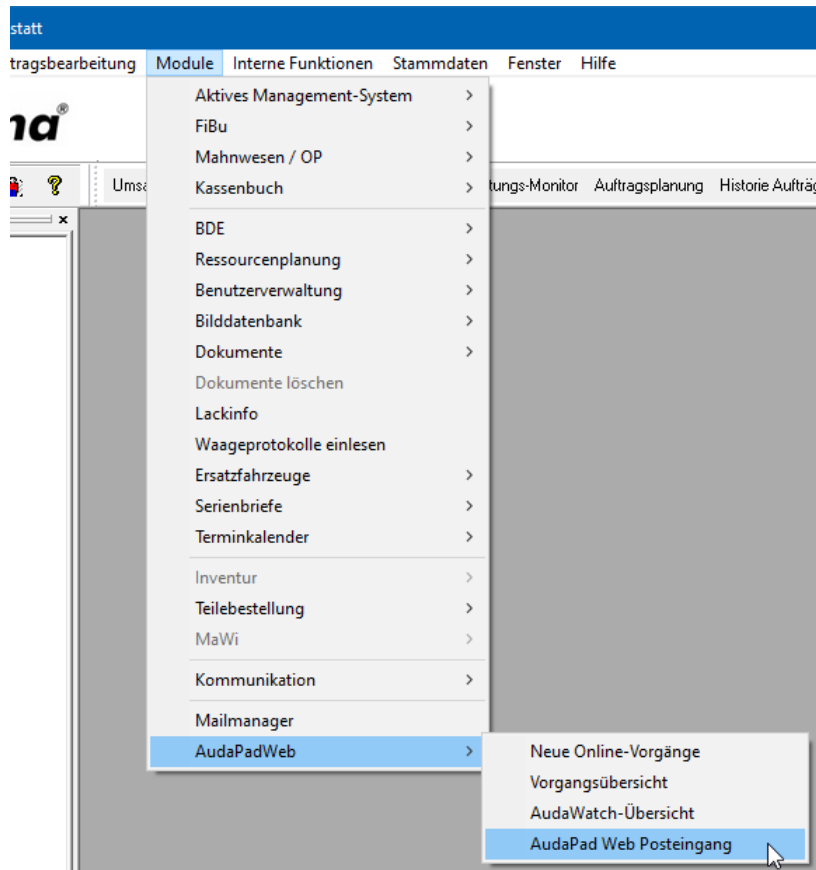 statt
tragsbearbeitung Module Interne Funktionen Stammdaten Fenster Hilfe
na®
Umsa tungs-Monitor Auftragsplanung Historie Aufträg
Aktives Management-System
FiBu
Mahnwesen / OP
Kassenbuch
BDE
Ressourcenplanung
Benutzerverwaltung
Bilddatenbank
Dokumente
Dokumente löschen
Lackinfo
Waageprotokolle einlesen
Ersatzfahrzeuge
Serienbriefe
Terminkalender
Inventur
Teilebestellung
MaWi
Kommunikation
Mailmanager
AudaPadWeb
Neue Online-Vorgänge
Vorgangsübersicht
AudaWatch-Übersicht
AudaPad Web Posteingang